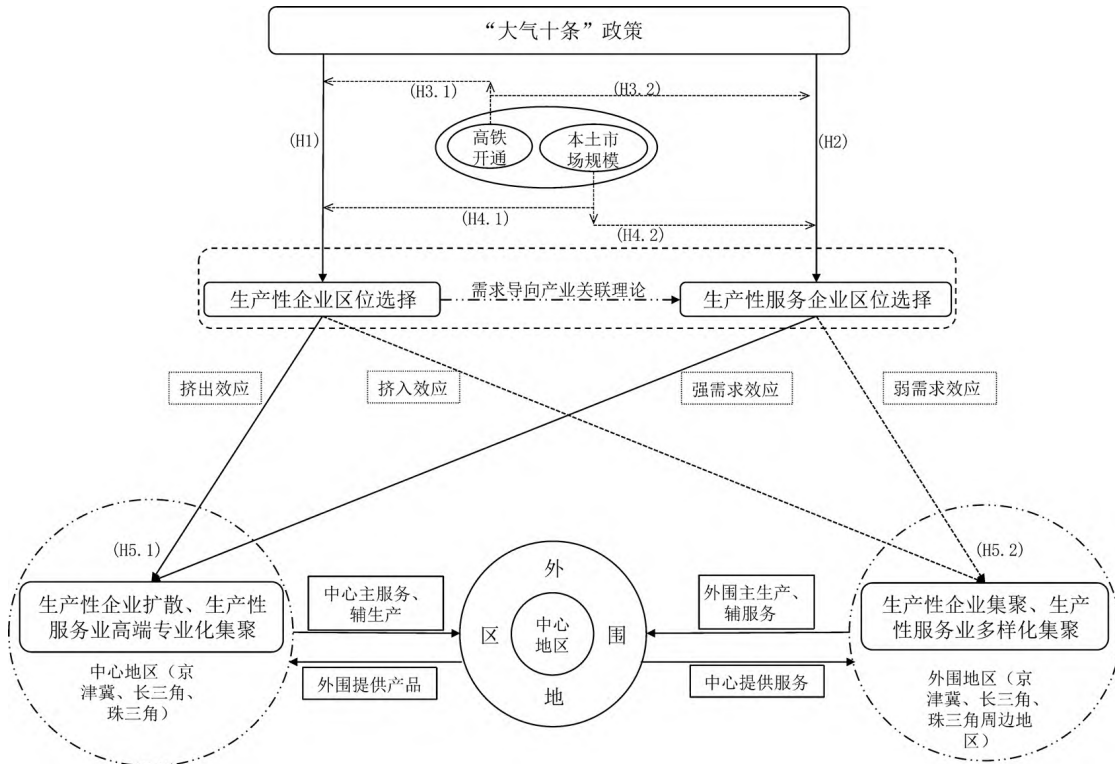 “大气十条”政策
(H3.1)
(H3.2)
(H1)
高铁
开通
本土市
场规模
(H2)
(H4.1)
(H4.2)
生产性企业区位选择
需求导向产业关联理论
生产性服务企业区位选择
挤出效应
挤入效应
强需求效应
弱需求效应
(H5.1)
(H5.2)
生产性企业扩散、生产性
服务业高端专业化集聚
中心地区（京
津冀、长三角、
珠三角）
中心主服务、
辅生产
外围提供产品
外
区
围
地
中心
地区
外围主生产、
辅服务
中心提供服务
生产性企业集聚、生产
性服务业多样化集聚
外围地区（京
津冀、长三角、
珠三角周边地
区）